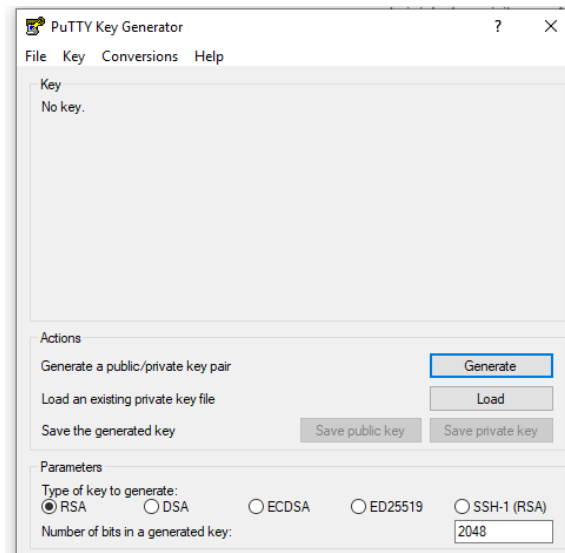 PuTTY Key Generator
File Key Conversions Help
Key
No key.
Actions
Generate a public/private key pair Generate
Load an existing private key file Load
Save the generated key Save public key Save private key
Parameters
Type of key to generate:
RSA DSA ECDSA ED25519 SSH-1 (RSA)
Number of bits in a generated key: 2048